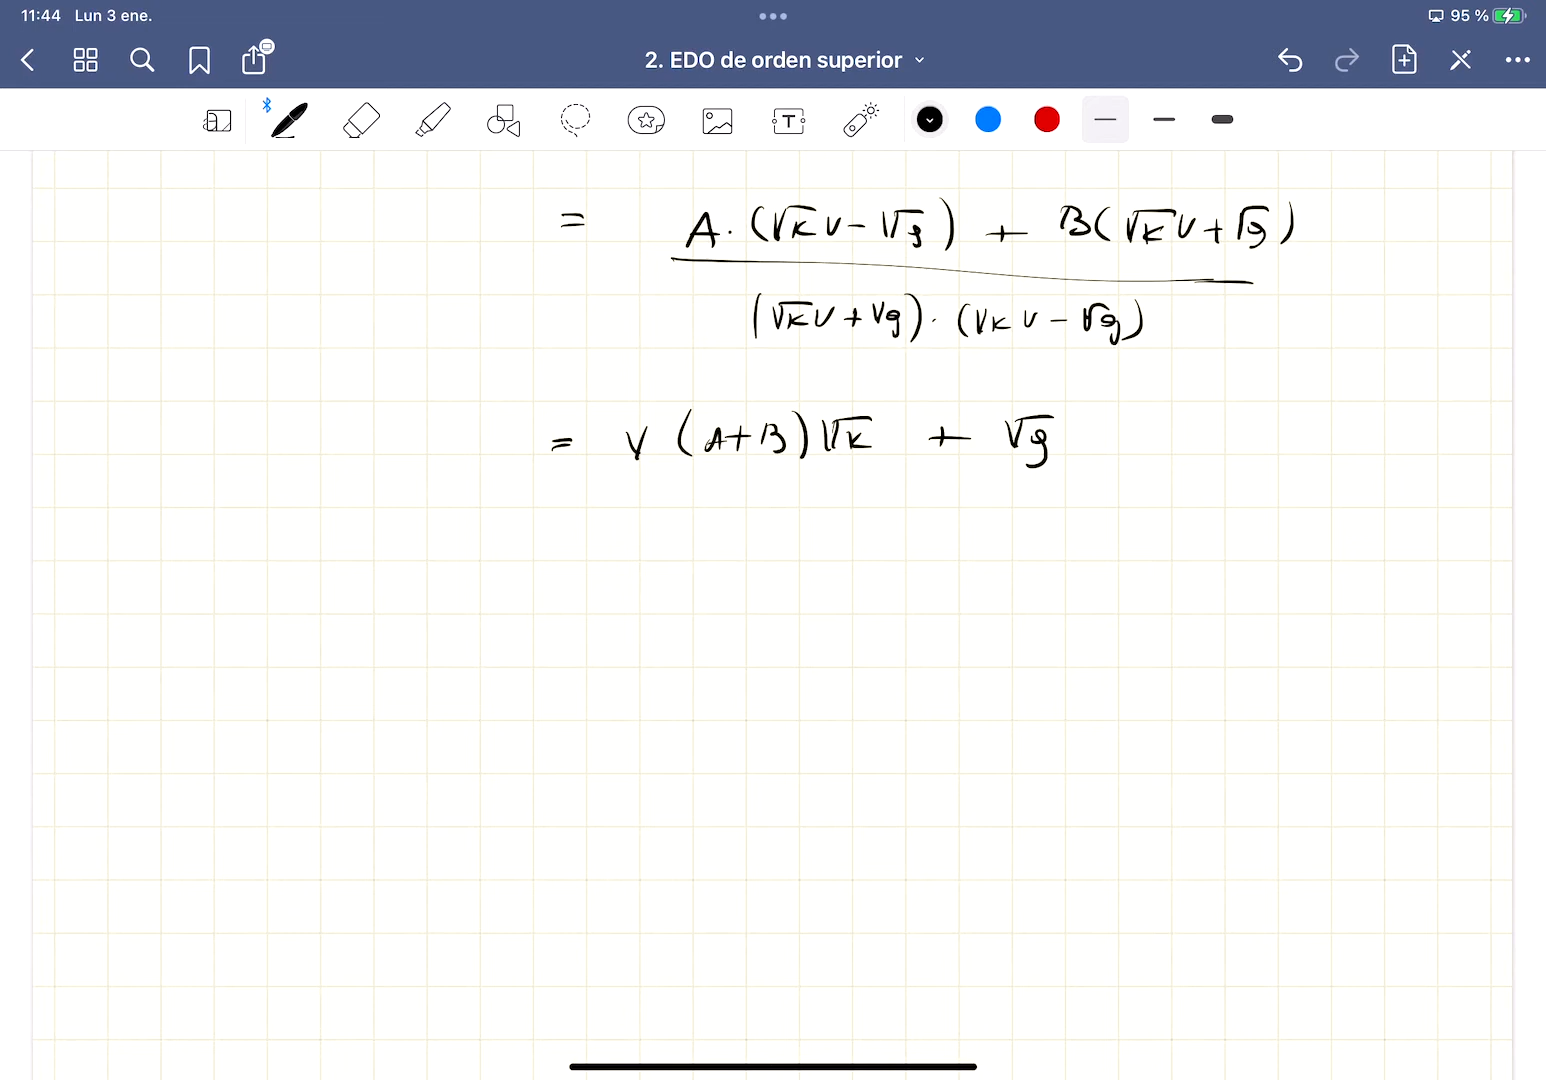 11:44 Lun 3 ene. 95 %
2. EDO de orden superior
T
= A·(√k v − √g) + B(√k v + √g)
(√k v + √g)·(√k v − √g)
= v (A+B)√k + √g